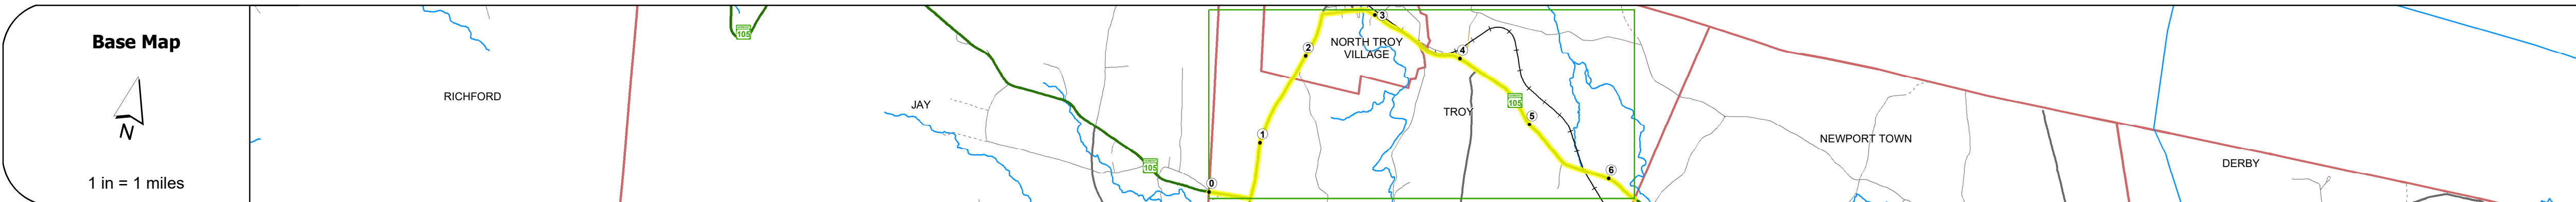 Base Map
N
1 in = 1 miles
RICHFORD
105
JAY
105
0
1
2
3
NORTH TROY
VILLAGE
4
TROY
105
5
6
NEWPORT TOWN
DERBY